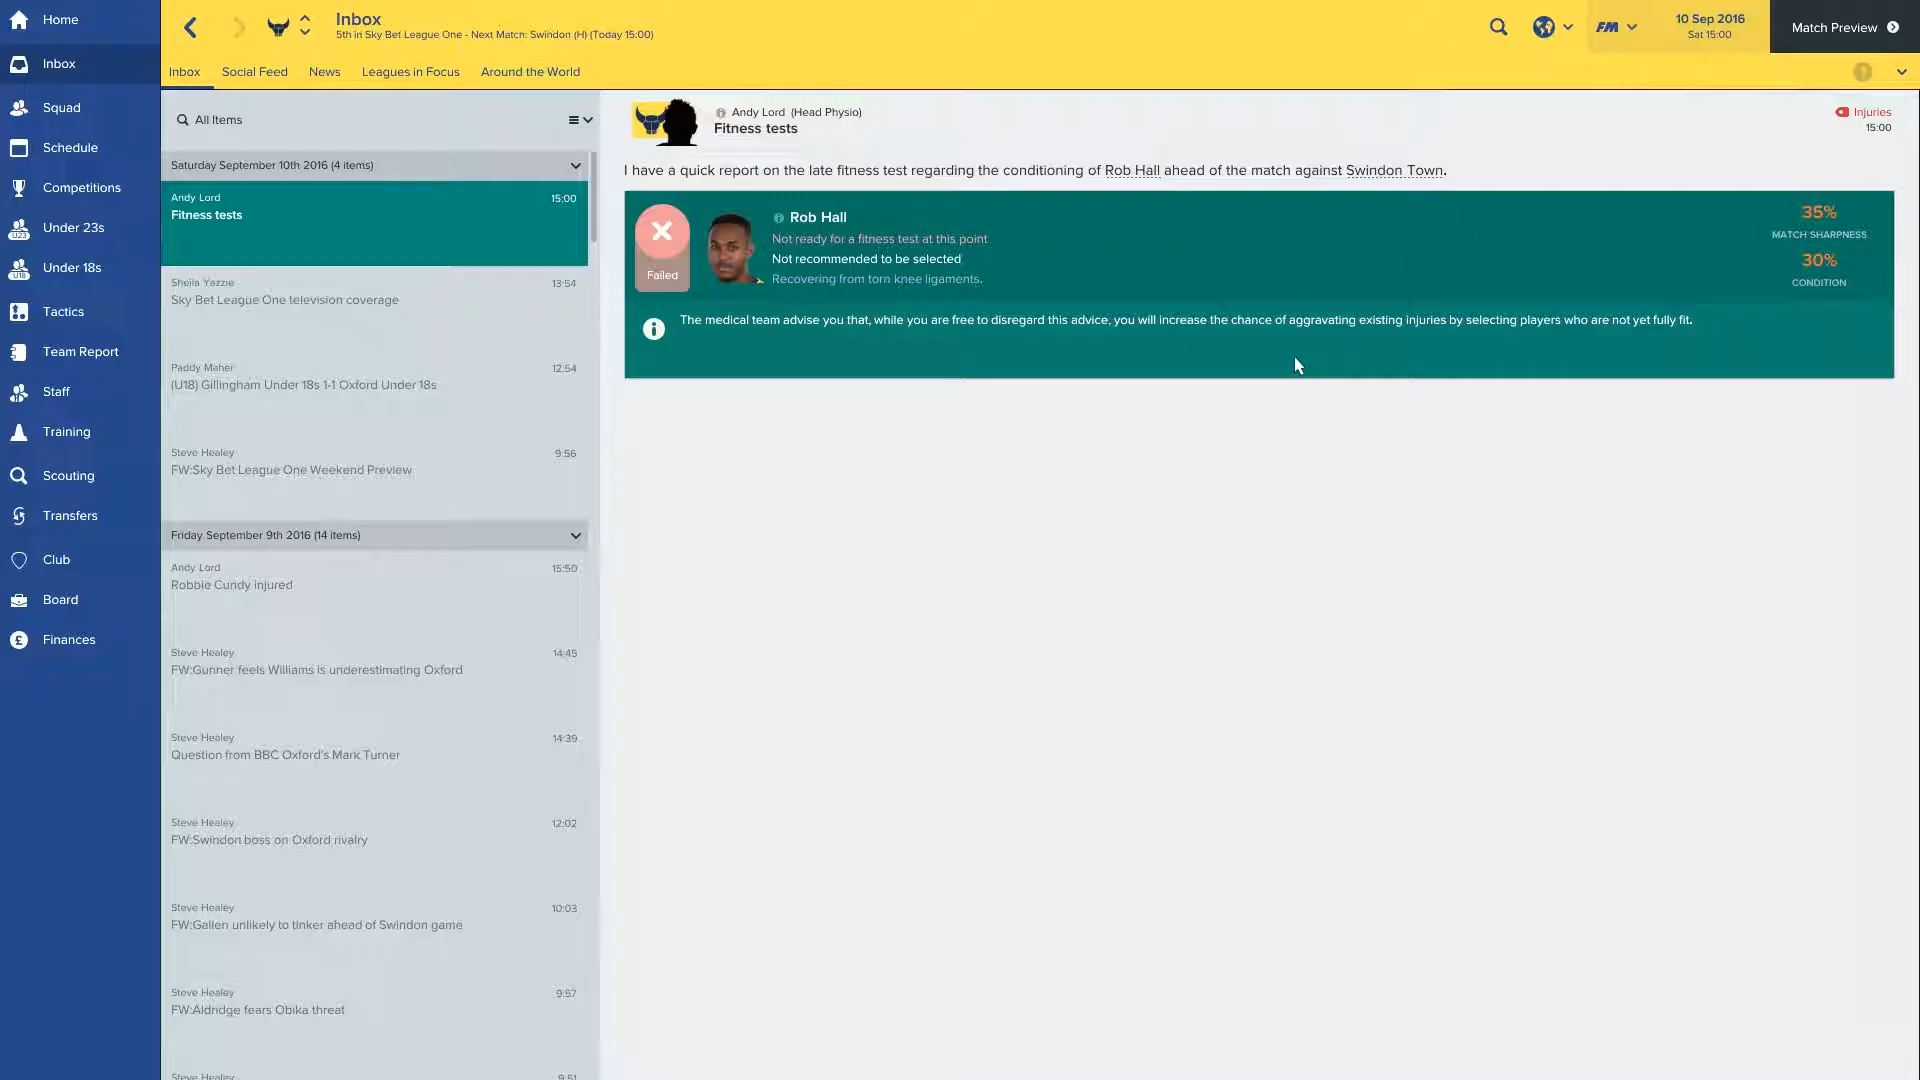 Home
Inbox
Squad
Schedule
Competitions
Under 23s
Under 18s
Tactics
Team Report
Staff
Training
Scouting
Transfers
Club
Board
Finances
Inbox
5th in Sky Bet League One - Next Match: Swindon (H) (Today 15:00)
FM
10 Sep 2016
Sat 15:00
Match Preview
Inbox Social Feed News Leagues in Focus Around the World
All Items
Saturday September 10th 2016 (4 items)
Andy Lord 15:00
Fitness tests
Sheila Yazzie 13:54
Sky Bet League One television coverage
Paddy Maher 12:54
(U18) Gillingham Under 18s 1-1 Oxford Under 18s
Steve Healey 9:56
FW:Sky Bet League One Weekend Preview
Friday September 9th 2016 (14 items)
Andy Lord 15:50
Robbie Cundy injured
Steve Healey 14:45
FW:Gunner feels Williams is underestimating Oxford
Steve Healey 14:39
Question from BBC Oxford's Mark Turner
Steve Healey 12:02
FW:Swindon boss on Oxford rivalry
Steve Healey 10:03
FW:Gallen unlikely to tinker ahead of Swindon game
Steve Healey 9:57
FW:Aldridge fears Obika threat
Steve Healey 9:51
Andy Lord (Head Physio)
Fitness tests
Injuries
15:00
I have a quick report on the late fitness test regarding the conditioning of Rob Hall ahead of the match against Swindon Town.
Failed
Rob Hall
Not ready for a fitness test at this point
Not recommended to be selected
Recovering from torn knee ligaments.
35%
MATCH SHARPNESS
30%
CONDITION
The medical team advise you that, while you are free to disregard this advice, you will increase the chance of aggravating existing injuries by selecting players who are not yet fully fit.